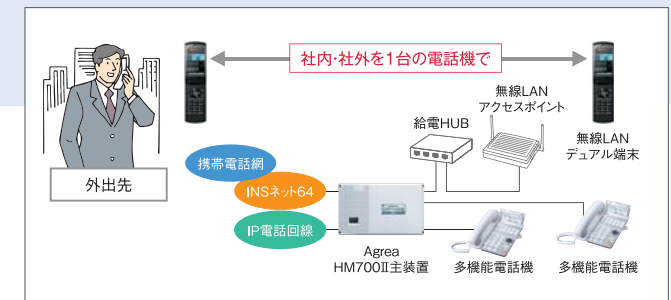 社内・社外を1台の電話機で
無線LAN
アクセスポイント
給電HUB
無線LAN
デュアル端末
外出先
携帯電話網
INSネット64
IP電話回線
Agrea
HM700Ⅱ主装置
多機能電話機
多機能電話機